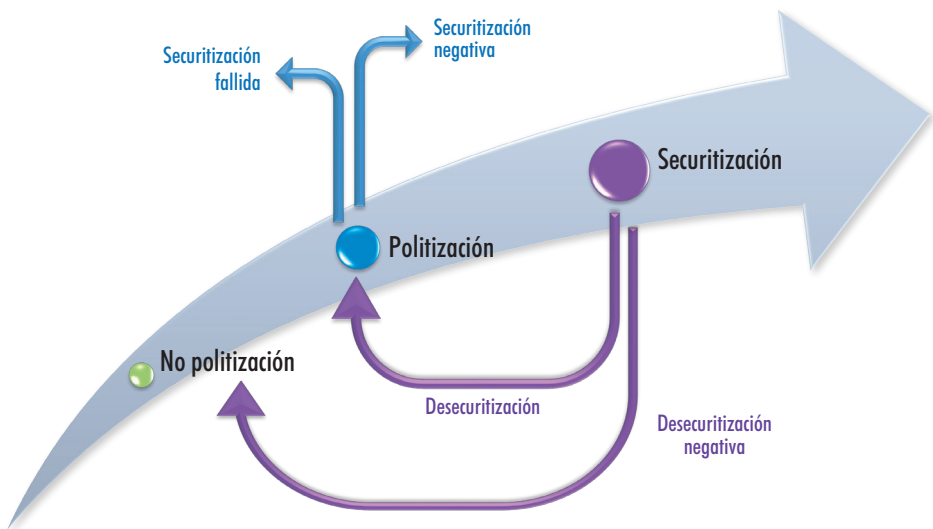 Securitización
negativa
Securitización
fallida
Securitización
Politización
No politización
Desecuritización
Desecuritización
negativa